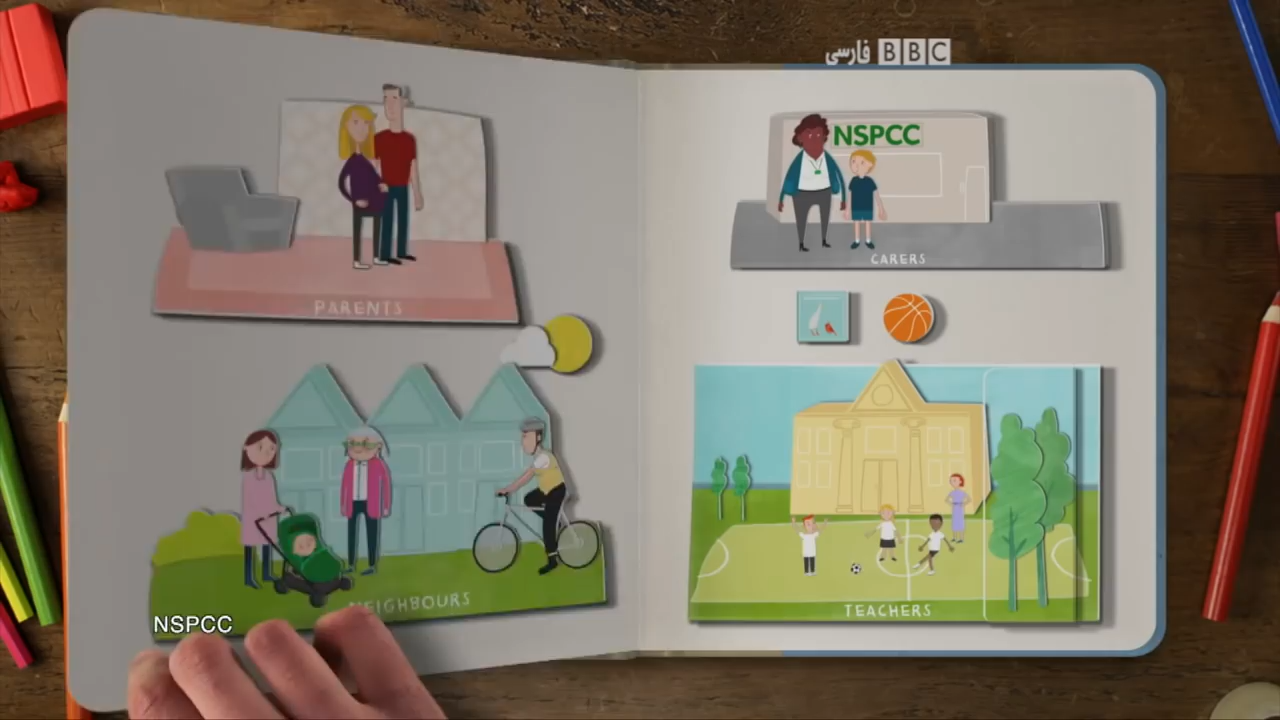 BBC فارسی
NSPCC
PARENTS
CARERS
NEIGHBOURS
TEACHERS
NSPCC